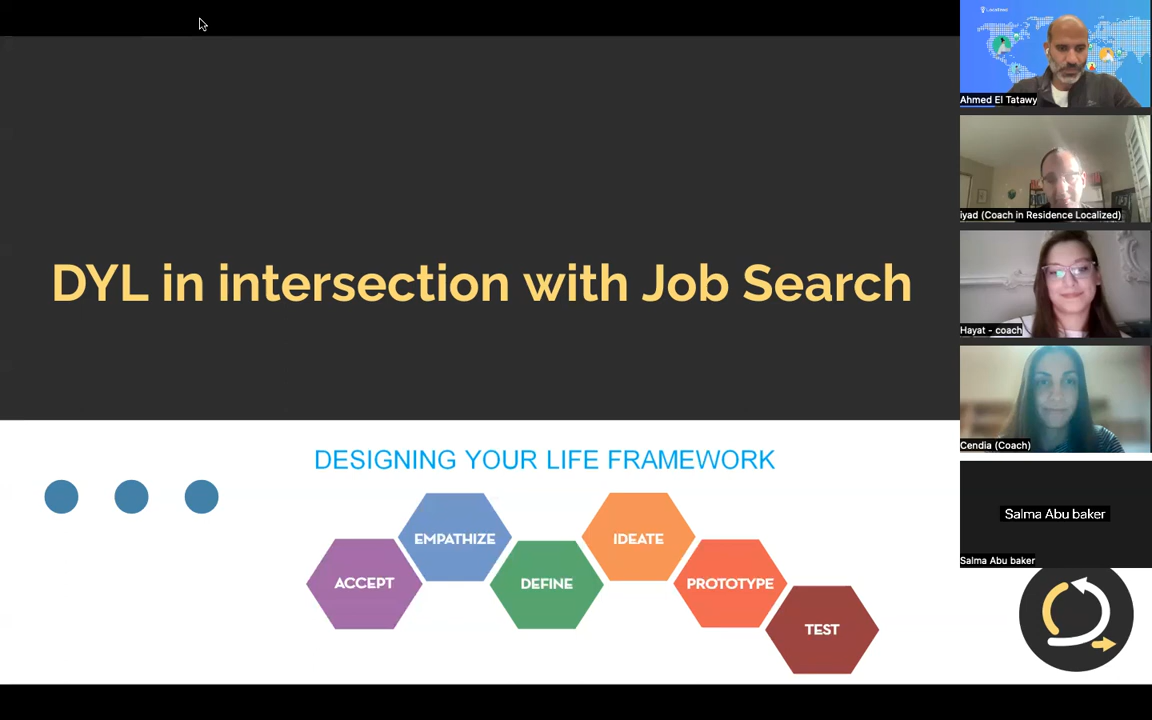 DYL in intersection with Job Search
DESIGNING YOUR LIFE FRAMEWORK
ACCEPT
EMPATHIZE
DEFINE
IDEATE
PROTOTYPE
TEST
Localized
Ahmed El Tatawy
iyad (Coach in Residence Localized)
Hayat - coach
Cendia (Coach)
Salma Abu baker
Salma Abu baker